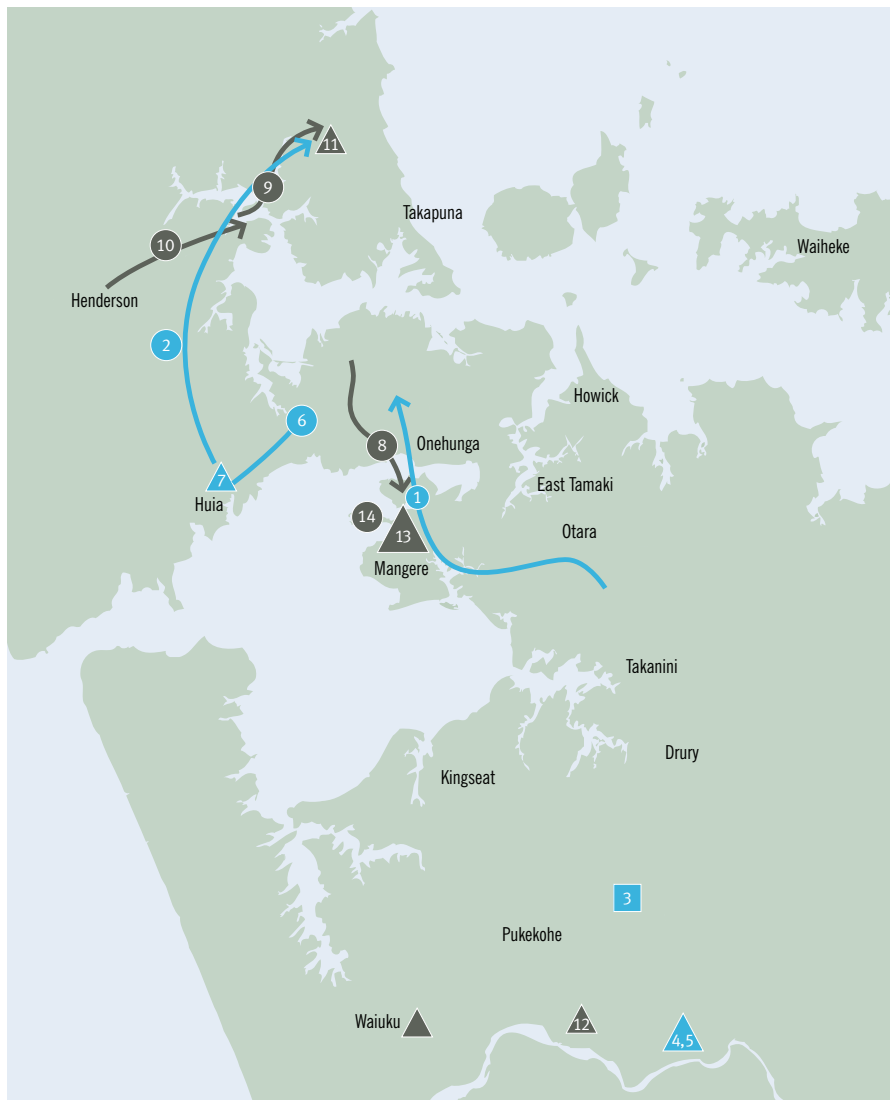 11
9
Takapuna
10
Waiheke
Henderson
2
Howick
6
8
Onehunga
7
East Tamaki
1
Huia
14
Otara
13
Mangere
Takanini
Drury
Kingseat
3
Pukekohe
Waiuku
12
4,5